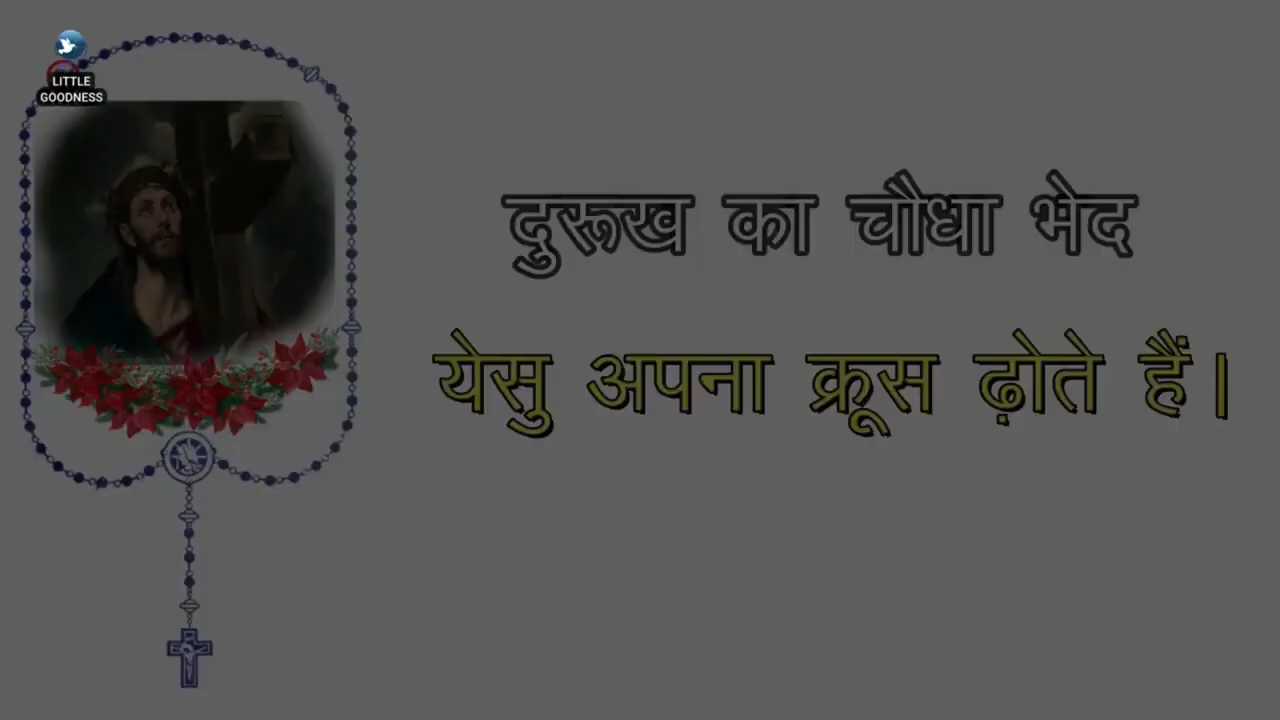 LITTLE
GOODNESS
दुरूख का चौधा भेद
येसु अपना क्रूस ढ़ोते हैं।